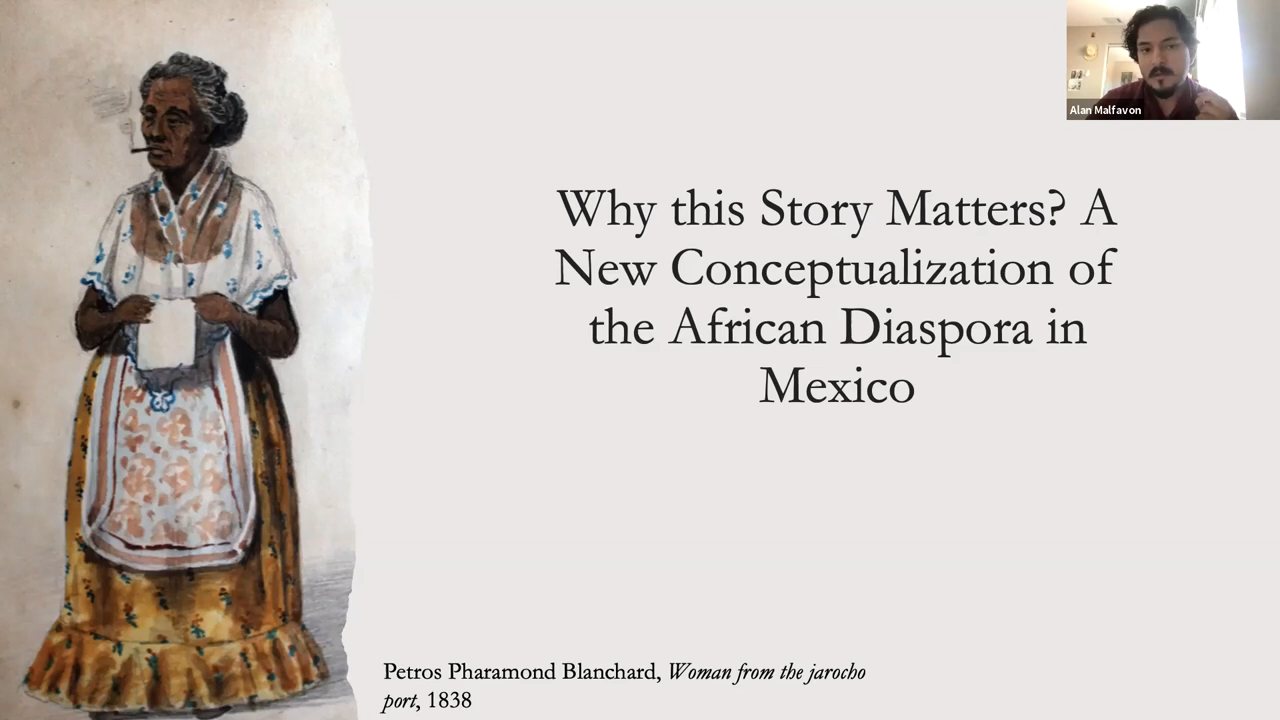 Alan Malfavon
Why this Story Matters? A
New Conceptualization of
the African Diaspora in
Mexico
Petros Pharamond Blanchard, Woman from the jarocho
port, 1838